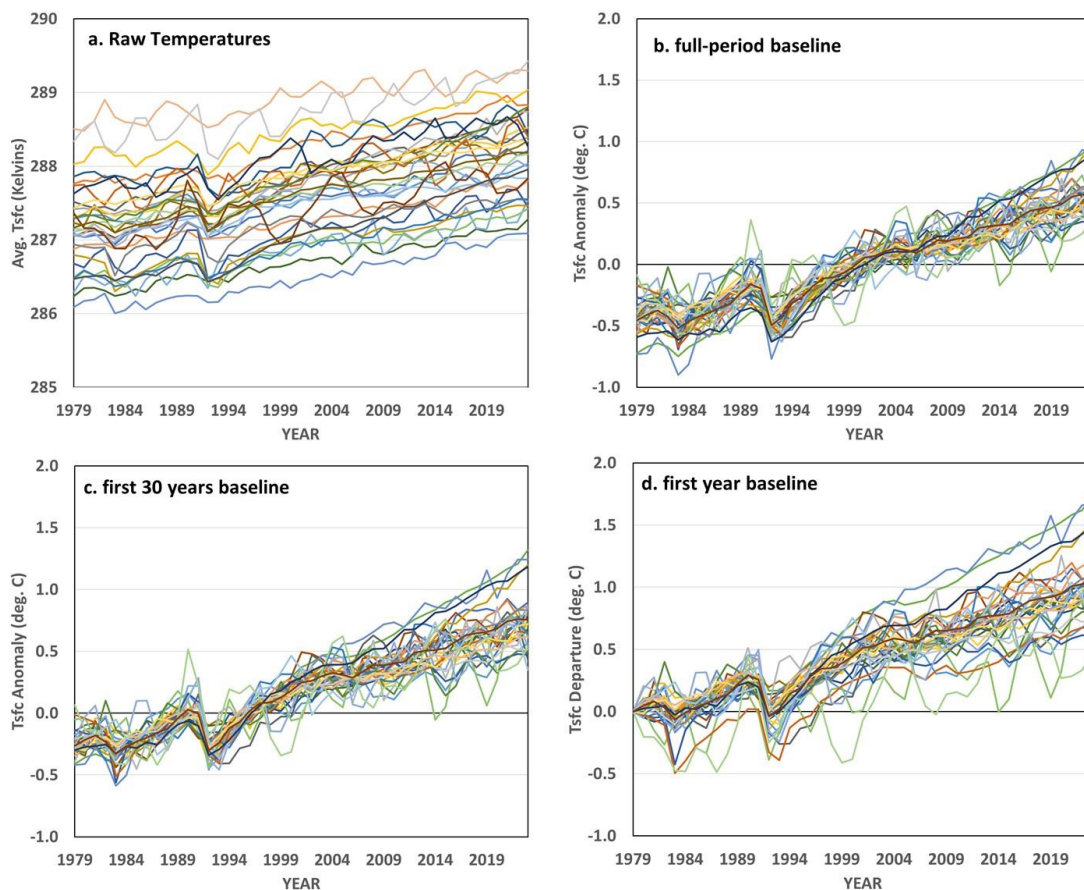 a. Raw Temperatures
290
289
288
287
286
285
Avg. Tsfc (Kelvins)
1979 1984 1989 1994 1999 2004 2009 2014 2019
YEAR
b. full-period baseline
2.0
1.5
1.0
0.5
0.0
-0.5
-1.0
Tsfc Anomaly (deg. C)
1979 1984 1989 1994 1999 2004 2009 2014 2019
YEAR
c. first 30 years baseline
2.0
1.5
1.0
0.5
0.0
-0.5
-1.0
Tsfc Anomaly (deg. C)
1979 1984 1989 1994 1999 2004 2009 2014 2019
YEAR
d. first year baseline
2.0
1.5
1.0
0.5
0.0
-0.5
-1.0
Tsfc Departure (deg. C)
1979 1984 1989 1994 1999 2004 2009 2014 2019
YEAR